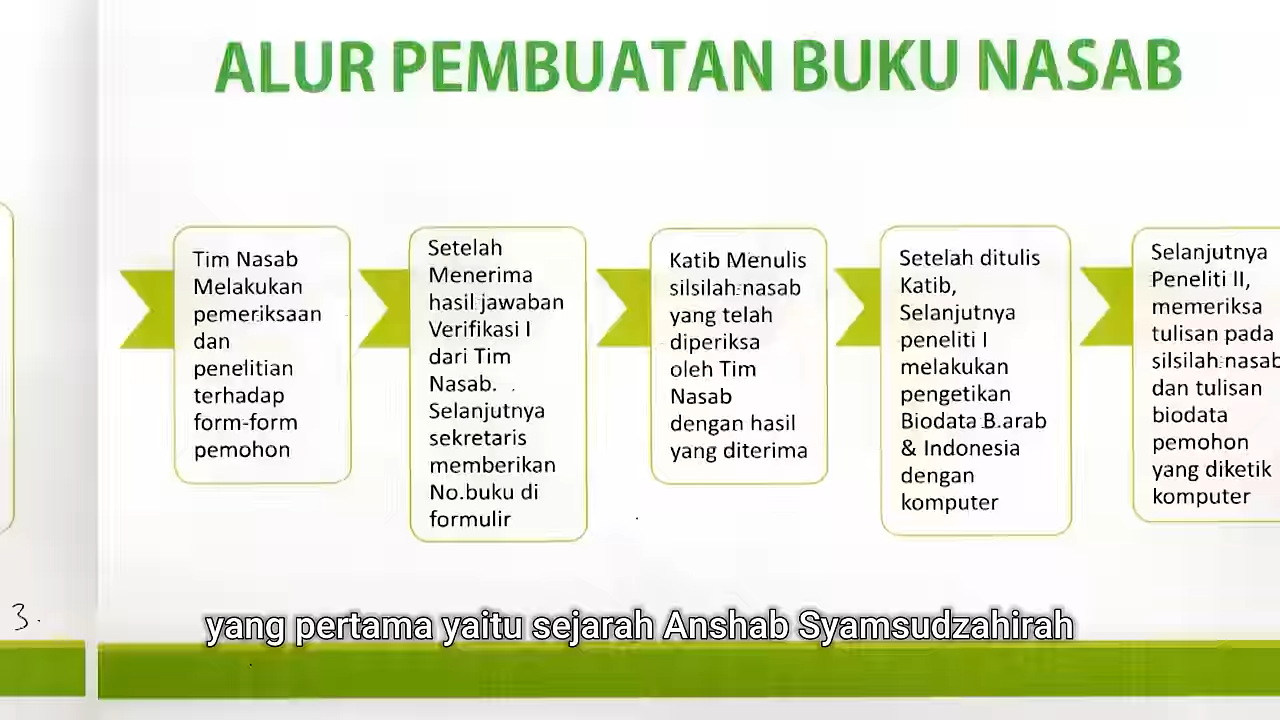 ALUR PEMBUATAN BUKU NASAB
Tim Nasab
Melakukan
pemeriksaan
dan
penelitian
terhadap
form-form
pemohon
Setelah
Menerima
hasil jawaban
Verifikasi I
dari Tim
Nasab.
Selanjutnya
sekretaris
memberikan
No.buku di
formulir
Katib Menulis
silsilah nasab
yang telah
diperiksa
oleh Tim
Nasab
dengan hasil
yang diterima
Setelah ditulis
Katib,
Selanjutnya
peneliti I
melakukan
pengetikan
Biodata B.arab
& Indonesia
dengan
komputer
Selanjutnya
Peneliti II,
memeriksa
tulisan pada
silsilah nasab
dan tulisan
biodata
pemohon
yang diketik
komputer
3.
yang pertama yaitu sejarah Anshab Syamsudzahirah